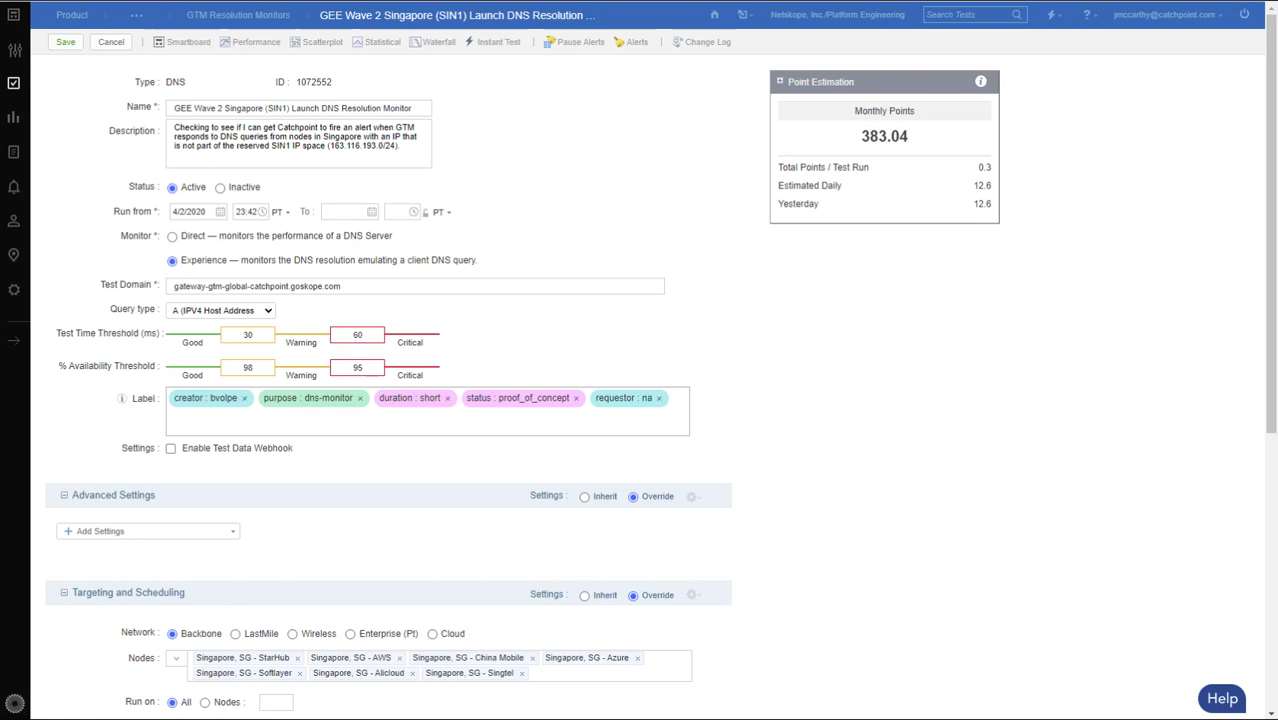 Product ... GTM Resolution Monitors GEE Wave 2 Singapore (SIN1) Launch DNS Resolution ... Netskope, Inc./Platform Engineering Search Tests ? jmccarthy@catchpoint.com
Save Cancel Smartboard Performance Scatterplot Statistical Waterfall Instant Test Pause Alerts Alerts Change Log
Type : DNS ID : 1072552
Name *: GEE Wave 2 Singapore (SIN1) Launch DNS Resolution Monitor
Description : Checking to see if I can get Catchpoint to fire an alert when GTM
responds to DNS queries from nodes in Singapore with an IP that
is not part of the reserved SIN1 IP space (163.116.193.0/24).
Status : Active Inactive
Run from *: 4/2/2020 23:42 PT To : PT
Monitor *: Direct — monitors the performance of a DNS Server
Experience — monitors the DNS resolution emulating a client DNS query.
Test Domain *: gateway-gtm-global-catchpoint.goskope.com
Query type : A (IPV4 Host Address
Test Time Threshold (ms) : 30 60
Good Warning Critical
% Availability Threshold : 98 95
Good Warning Critical
Label : creator : bvolpe × purpose : dns-monitor × duration : short × status : proof_of_concept × requestor : na ×
Settings : Enable Test Data Webhook
Advanced Settings Settings : Inherit Override
+ Add Settings
Targeting and Scheduling Settings : Inherit Override
Network: Backbone LastMile Wireless Enterprise (Pt) Cloud
Nodes : Singapore, SG - StarHub × Singapore, SG - AWS × Singapore, SG - China Mobile × Singapore, SG - Azure ×
Singapore, SG - Softlayer × Singapore, SG - Alicloud × Singapore, SG - Singtel ×
Run on : All Nodes :
Point Estimation i
Monthly Points
383.04
Total Points / Test Run 0.3
Estimated Daily 12.6
Yesterday 12.6
Help